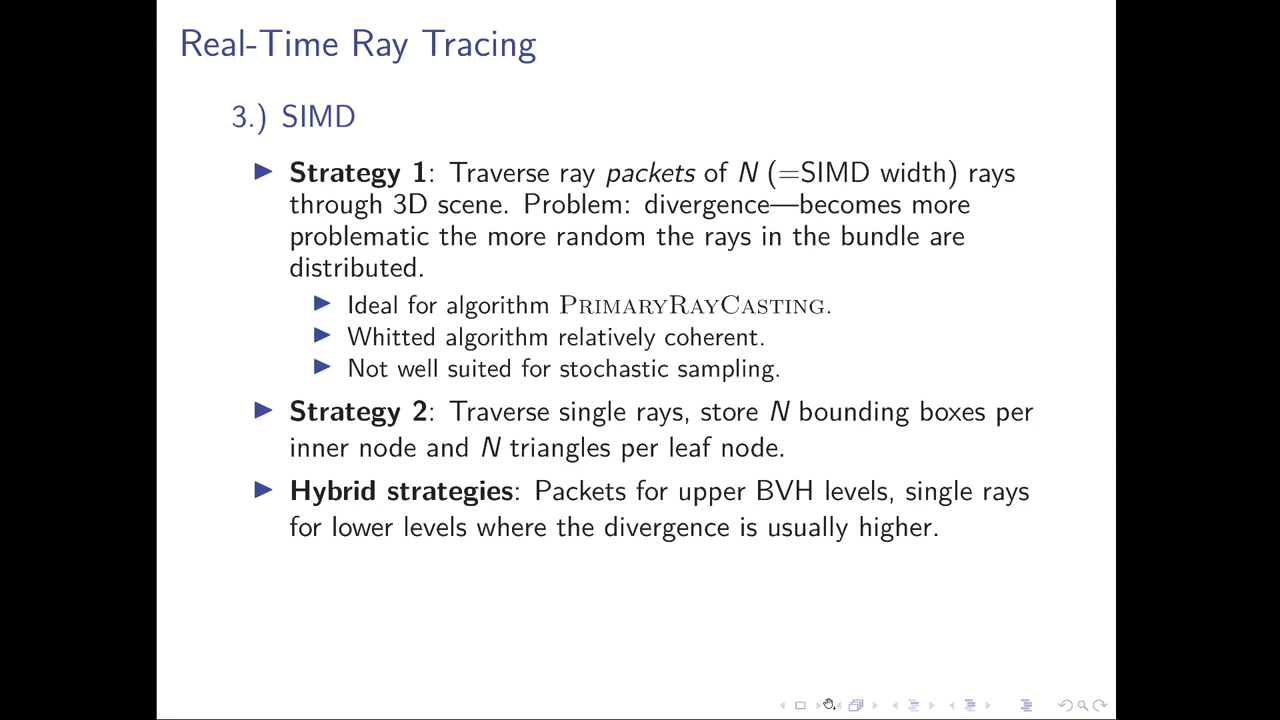 Real-Time Ray Tracing
3.) SIMD
Strategy 1: Traverse ray packets of N (=SIMD width) rays
through 3D scene. Problem: divergence—becomes more
problematic the more random the rays in the bundle are
distributed.
Ideal for algorithm PrimaryRayCasting.
Whitted algorithm relatively coherent.
Not well suited for stochastic sampling.
Strategy 2: Traverse single rays, store N bounding boxes per
inner node and N triangles per leaf node.
Hybrid strategies: Packets for upper BVH levels, single rays
for lower levels where the divergence is usually higher.